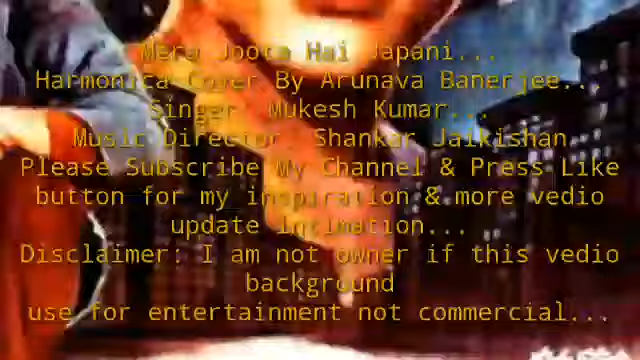 Mera Joota Hai Japani...
Harmonica Cover By Arunava Banerjee...
Singer, Mukesh Kumar...
Music Director, Shankar Jaikishan
Please Subscribe My Channel & Press Like
button for my inspiration & more vedio
update intimation...
Disclaimer: I am not owner if this vedio
background
use for entertainment not commercial...